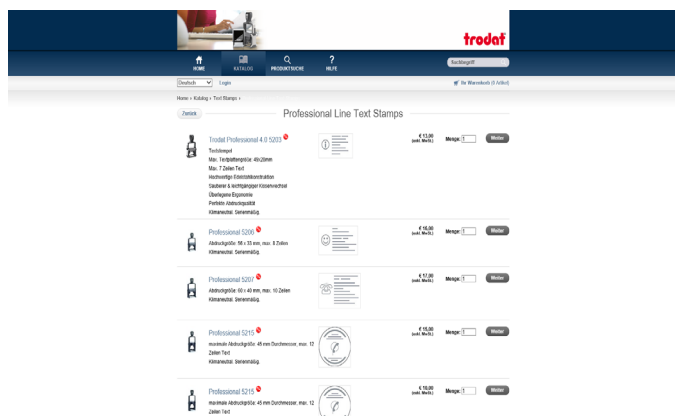 trodat
HOME
KATALOG
PRODUKTSUCHE
HILFE
Suchbegriff
Deutsch
Login
Ihr Warenkorb (0 Artikel)
Home » Katalog » Text Stamps »
Zurück
Professional Line Text Stamps
Trodat Professional 4.0 5203
Textstempel
Max. Textplattengröße: 49x28mm
Max. 7 Zeilen Text
Hochwertige Edelstahlkonstruktion
Sauberer & leichtgängiger Kissenwechsel
Überlegene Ergonomie
Perfekte Abdruckqualität
Klimaneutral. Serienmäßig.
€ 13,00
(exkl. MwSt.)
Menge: 1
Weiter
Professional 5206
Abdruckgröße: 56 x 33 mm, max. 8 Zeilen
Klimaneutral. Serienmäßig.
€ 16,00
(exkl. MwSt.)
Menge: 1
Weiter
Professional 5207
Abdruckgröße: 60 x 40 mm, max. 10 Zeilen
Klimaneutral. Serienmäßig.
€ 17,00
(exkl. MwSt.)
Menge: 1
Weiter
Professional 5215
maximale Abdruckgröße: 45 mm Durchmesser, max. 12
Zeilen Text
Klimaneutral. Serienmäßig.
€ 15,00
(exkl. MwSt.)
Menge: 1
Weiter
Professional 5215
maximale Abdruckgröße: 45 mm Durchmesser, max. 12
Zeilen Text
(exkl. MwSt.)
Menge: 1
Weiter